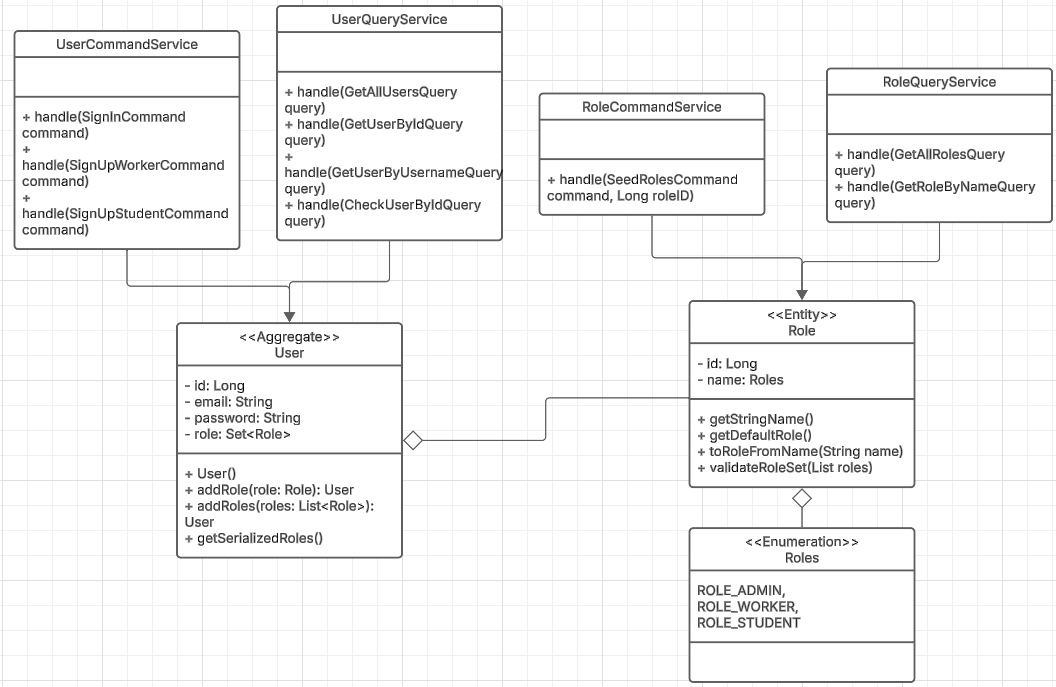 UserCommandService
+ handle(SignInCommand
command)
+
handle(SignUpWorkerCommand
command)
+
handle(SignUpStudentCommand
command)
UserQueryService
+ handle(GetAllUsersQuery
query)
+ handle(GetUserByIdQuery
query)
+
handle(GetUserByUsernameQuery
query)
+ handle(CheckUserByIdQuery
query)
RoleCommandService
+ handle(SeedRolesCommand
command, Long roleID)
RoleQueryService
+ handle(GetAllRolesQuery
query)
+ handle(GetRoleByNameQuery
query)
<<Aggregate>>
User
- id: Long
- email: String
- password: String
- role: Set<Role>
+ User()
+ addRole(role: Role): User
+ addRoles(roles: List<Role>):
User
+ getSerializedRoles()
<<Entity>>
Role
- id: Long
- name: Roles
+ getStringName()
+ getDefaultRole()
+ toRoleFromName(String name)
+ validateRoleSet(List roles)
<<Enumeration>>
Roles
ROLE_ADMIN,
ROLE_WORKER,
ROLE_STUDENT